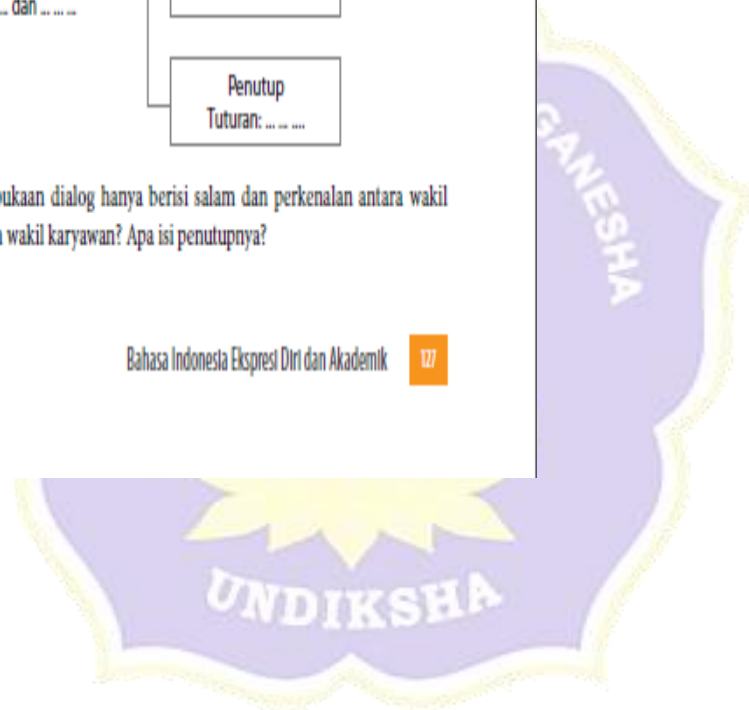 ... dan ... ... ...
Penutup
Tuturan: ... ... ....
bukaan dialog hanya berisi salam dan perkenalan antara wakil
wakil karyawan? Apa isi penutupnya?
Bahasa Indonesia Ekspresi Diri dan Akademik 127
GANESHA
UNDIKSHA